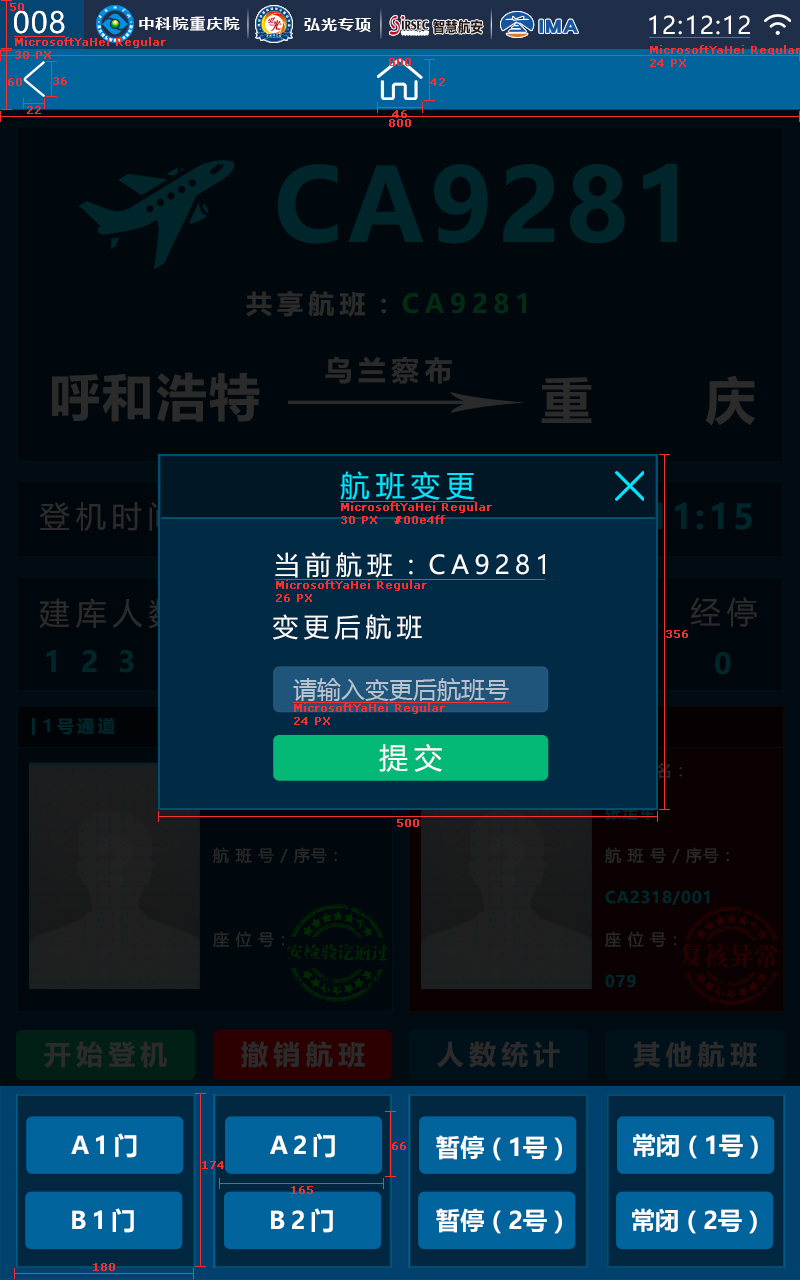 50
008 中科院重庆院 弘光专项 SiRSEC 智慧航安 IMA 12:12:12
MicrosoftYaHei Regular
30 PX
MicrosoftYaHei Regular
24 PX
800
60 36 42
22 46
800
CA9281
共享航班：CA9281
呼和浩特 乌兰察布 重 庆
航班变更
MicrosoftYaHei Regular
30 PX #00e4ff
登机时间 11:15
当前航班：CA9281
MicrosoftYaHei Regular
26 PX
变更后航班
建库人数 经停
1 2 3 0
356
请输入变更后航班号
MicrosoftYaHei Regular
24 PX
1号通道
提交
名：
500
航班号/序号：
座位号：
安检验讫通过
航班号/序号：
CA2318/001
座位号：
079
复核异常
开始登机 撤销航班 人数统计 其他航班
A1门 A2门 暂停（1号） 常闭（1号）
174 66
165
B1门 B2门 暂停（2号） 常闭（2号）
180